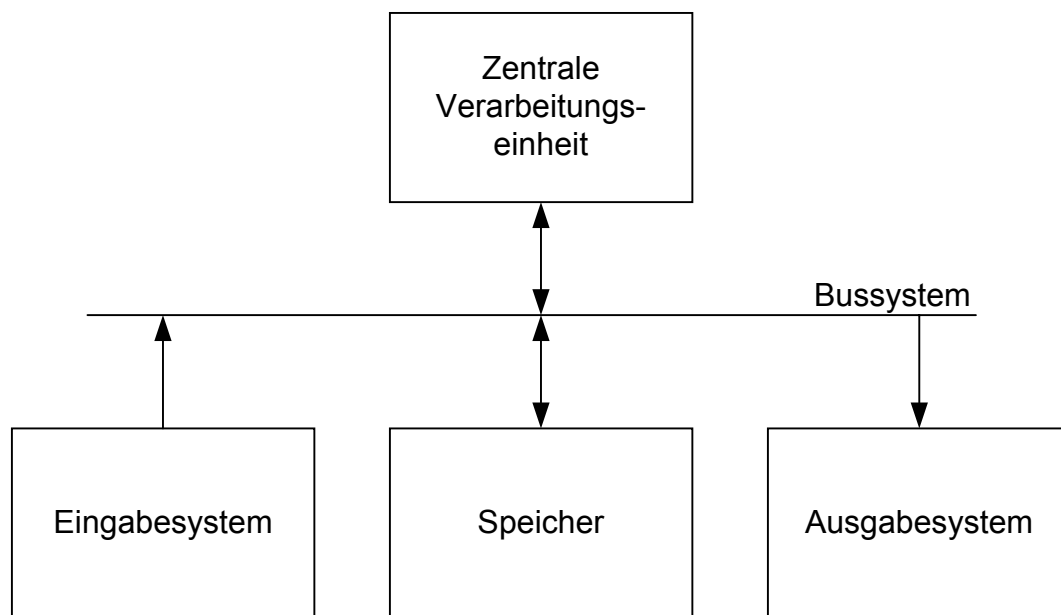 Zentrale
Verarbeitungs-
einheit
Bussystem
Eingabesystem
Speicher
Ausgabesystem